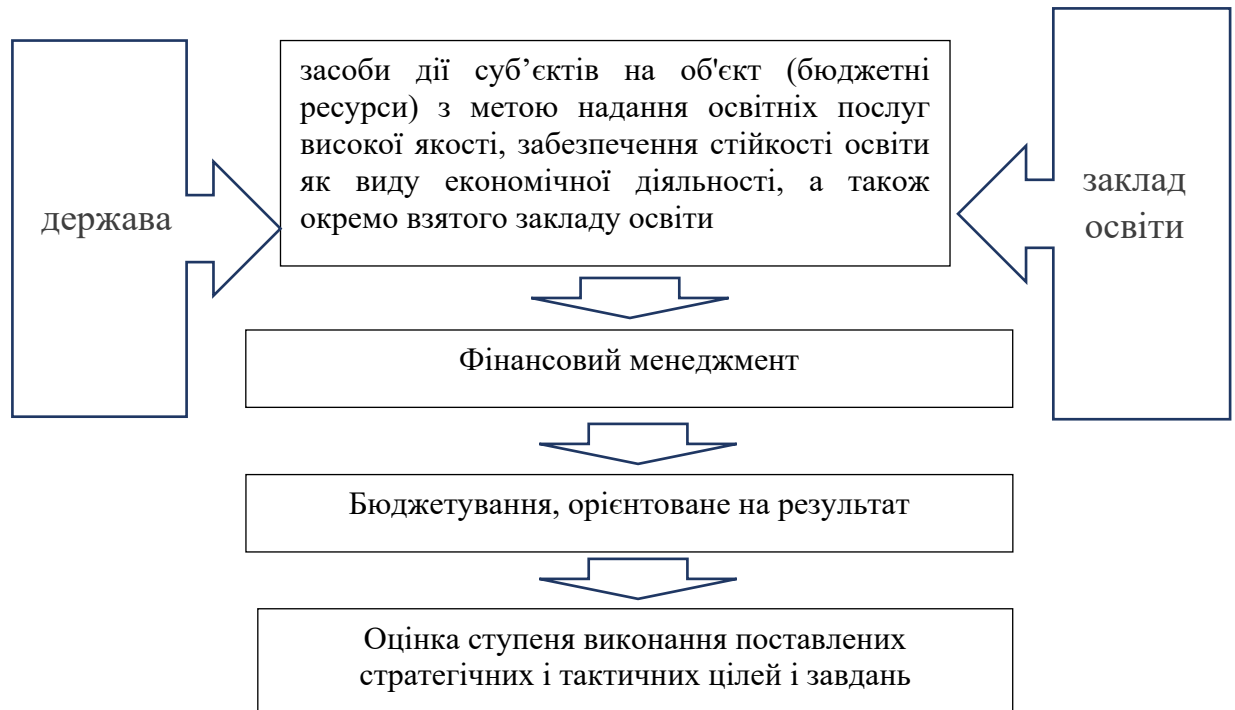 держава
засоби дії суб’єктів на об'єкт (бюджетні
ресурси) з метою надання освітніх послуг
високої якості, забезпечення стійкості освіти
як виду економічної діяльності, а також
окремо взятого закладу освіти
заклад
освіти
Фінансовий менеджмент
Бюджетування, орієнтоване на результат
Оцінка ступеня виконання поставлених
стратегічних і тактичних цілей і завдань